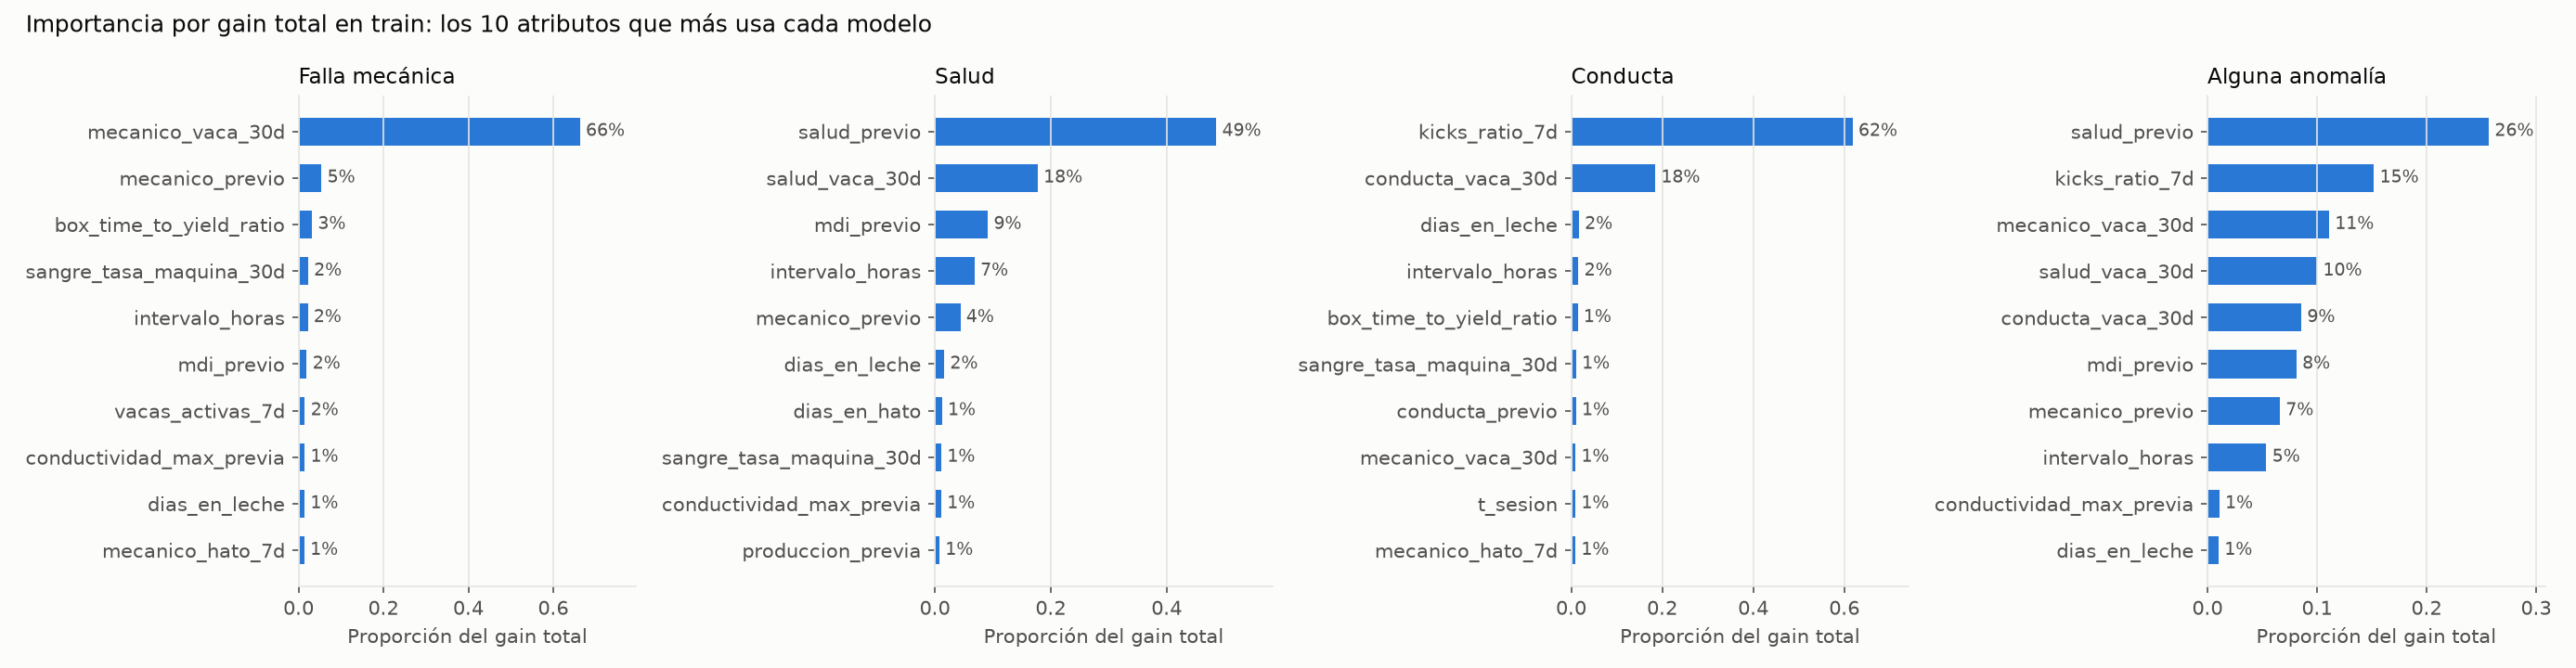 Importancia por gain total en train: los 10 atributos que más usa cada modelo
Falla mecánica
mecanico_vaca_30d 66%
mecanico_previo 5%
box_time_to_yield_ratio 3%
sangre_tasa_maquina_30d 2%
intervalo_horas 2%
mdi_previo 2%
vacas_activas_7d 2%
conductividad_max_previa 1%
dias_en_leche 1%
mecanico_hato_7d 1%
0.0 0.2 0.4 0.6
Proporción del gain total
Salud
salud_previo 49%
salud_vaca_30d 18%
mdi_previo 9%
intervalo_horas 7%
mecanico_previo 4%
dias_en_leche 2%
dias_en_hato 1%
sangre_tasa_maquina_30d 1%
conductividad_max_previa 1%
produccion_previa 1%
0.0 0.2 0.4
Proporción del gain total
Conducta
kicks_ratio_7d 62%
conducta_vaca_30d 18%
dias_en_leche 2%
intervalo_horas 2%
box_time_to_yield_ratio 1%
sangre_tasa_maquina_30d 1%
conducta_previo 1%
mecanico_vaca_30d 1%
t_sesion 1%
mecanico_hato_7d 1%
0.0 0.2 0.4 0.6
Proporción del gain total
Alguna anomalía
salud_previo 26%
kicks_ratio_7d 15%
mecanico_vaca_30d 11%
salud_vaca_30d 10%
conducta_vaca_30d 9%
mdi_previo 8%
mecanico_previo 7%
intervalo_horas 5%
conductividad_max_previa 1%
dias_en_leche 1%
0.0 0.1 0.2 0.3
Proporción del gain total